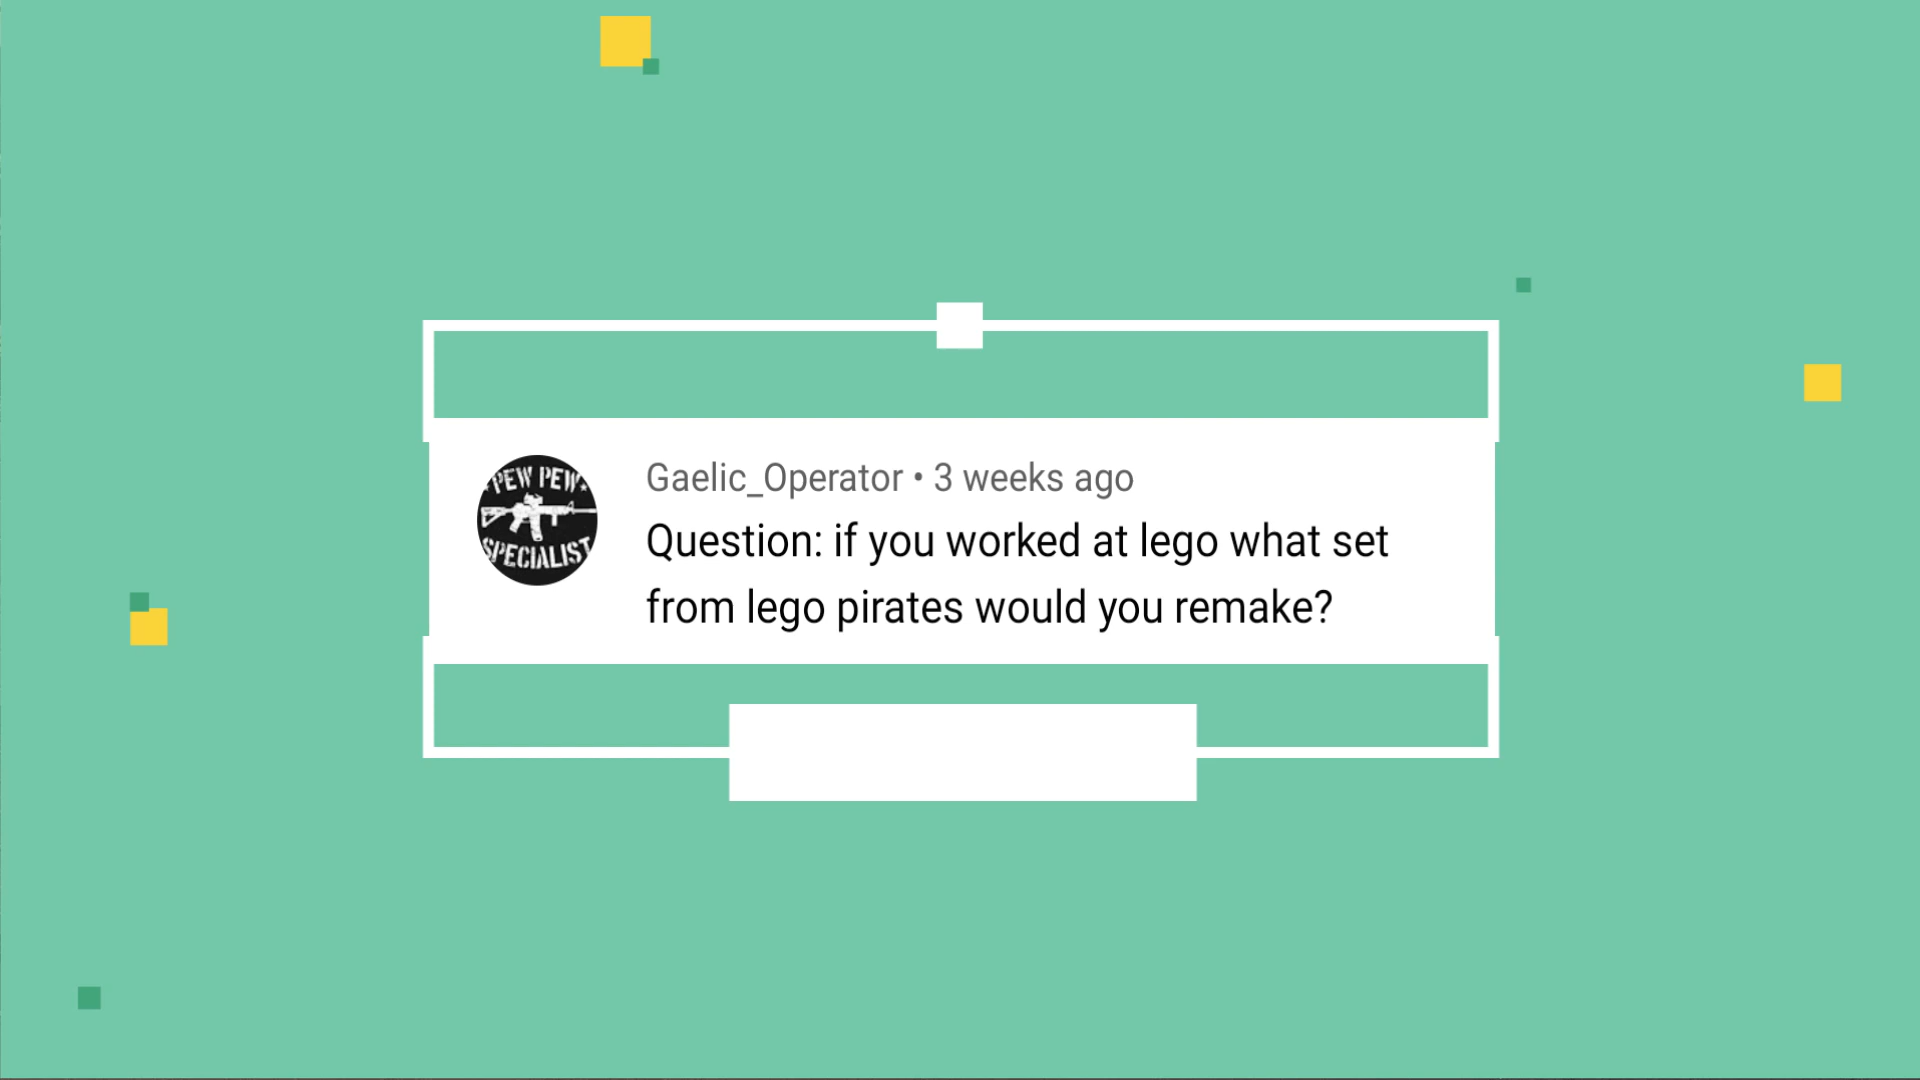 PEW PEW
SPECIALIST
Gaelic_Operator • 3 weeks ago
Question: if you worked at lego what set
from lego pirates would you remake?